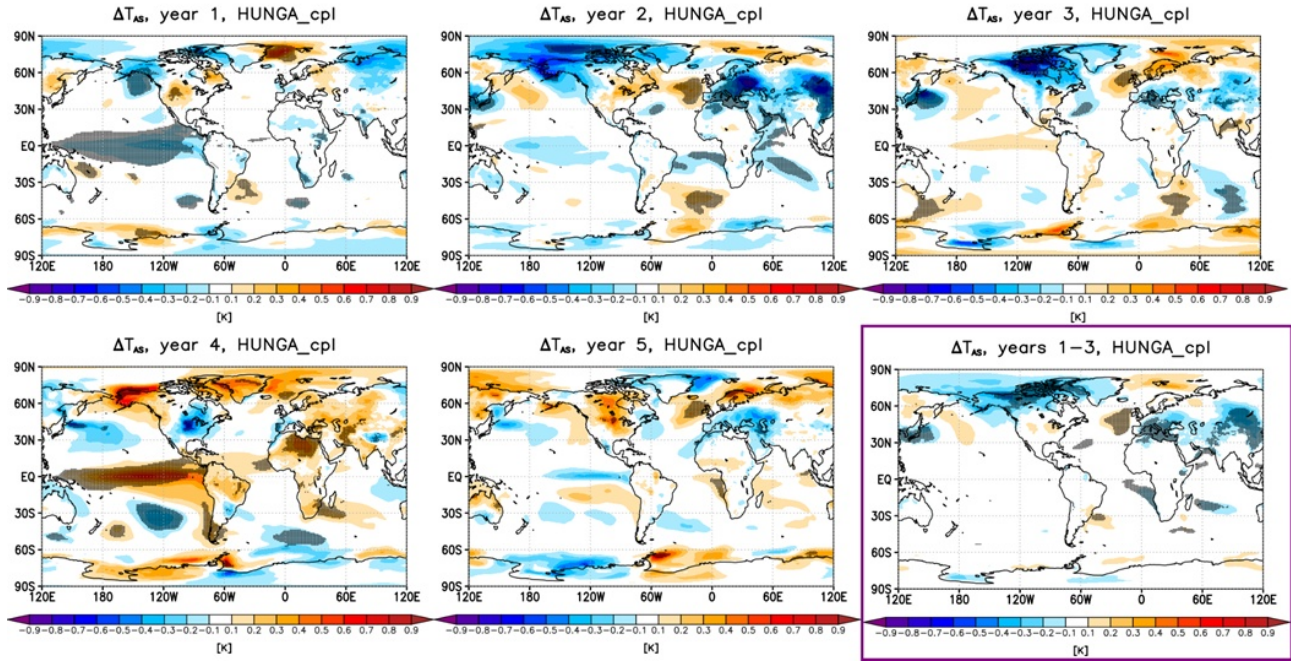 ΔT_AS, year 1, HUNGA_cpl
90N
60N
30N
EQ
30S
60S
90S
120E 180 120W 60W 0 60E 120E
-0.9 -0.8 -0.7 -0.6 -0.5 -0.4 -0.3 -0.2 -0.1 0.1 0.2 0.3 0.4 0.5 0.6 0.7 0.8 0.9
[K]
ΔT_AS, year 2, HUNGA_cpl
90N
60N
30N
EQ
30S
60S
90S
120E 180 120W 60W 0 60E 120E
-0.9 -0.8 -0.7 -0.6 -0.5 -0.4 -0.3 -0.2 -0.1 0.1 0.2 0.3 0.4 0.5 0.6 0.7 0.8 0.9
[K]
ΔT_AS, year 3, HUNGA_cpl
90N
60N
30N
EQ
30S
60S
90S
120E 180 120W 60W 0 60E 120E
-0.9 -0.8 -0.7 -0.6 -0.5 -0.4 -0.3 -0.2 -0.1 0.1 0.2 0.3 0.4 0.5 0.6 0.7 0.8 0.9
[K]
ΔT_AS, year 4, HUNGA_cpl
90N
60N
30N
EQ
30S
60S
90S
120E 180 120W 60W 0 60E 120E
-0.9 -0.8 -0.7 -0.6 -0.5 -0.4 -0.3 -0.2 -0.1 0.1 0.2 0.3 0.4 0.5 0.6 0.7 0.8 0.9
[K]
ΔT_AS, year 5, HUNGA_cpl
90N
60N
30N
EQ
30S
60S
90S
120E 180 120W 60W 0 60E 120E
-0.9 -0.8 -0.7 -0.6 -0.5 -0.4 -0.3 -0.2 -0.1 0.1 0.2 0.3 0.4 0.5 0.6 0.7 0.8 0.9
[K]
ΔT_AS, years 1-3, HUNGA_cpl
90N
60N
30N
EQ
30S
60S
90S
120E 180 120W 60W 0 60E 120E
-0.9 -0.8 -0.7 -0.6 -0.5 -0.4 -0.3 -0.2 -0.1 0.1 0.2 0.3 0.4 0.5 0.6 0.7 0.8 0.9
[K]